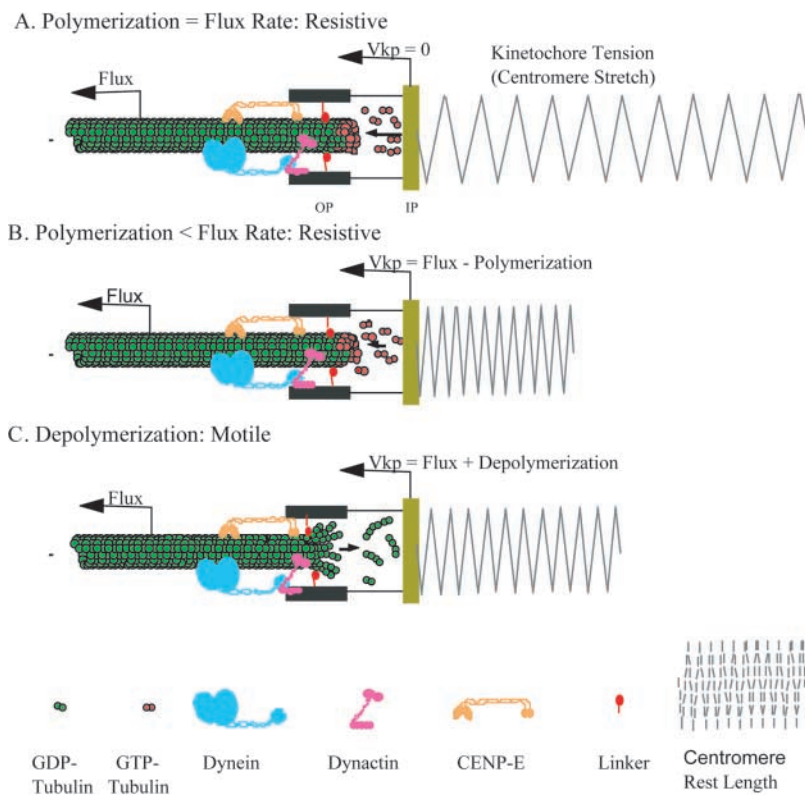 A. Polymerization = Flux Rate: Resistive
Vkp = 0
Kinetochore Tension
(Centromere Stretch)
Flux
-
OP
IP
B. Polymerization < Flux Rate: Resistive
Vkp = Flux - Polymerization
Flux
-
C. Depolymerization: Motile
Vkp = Flux + Depolymerization
Flux
-
GDP-
Tubulin
GTP-
Tubulin
Dynein
Dynactin
CENP-E
Linker
Centromere
Rest Length